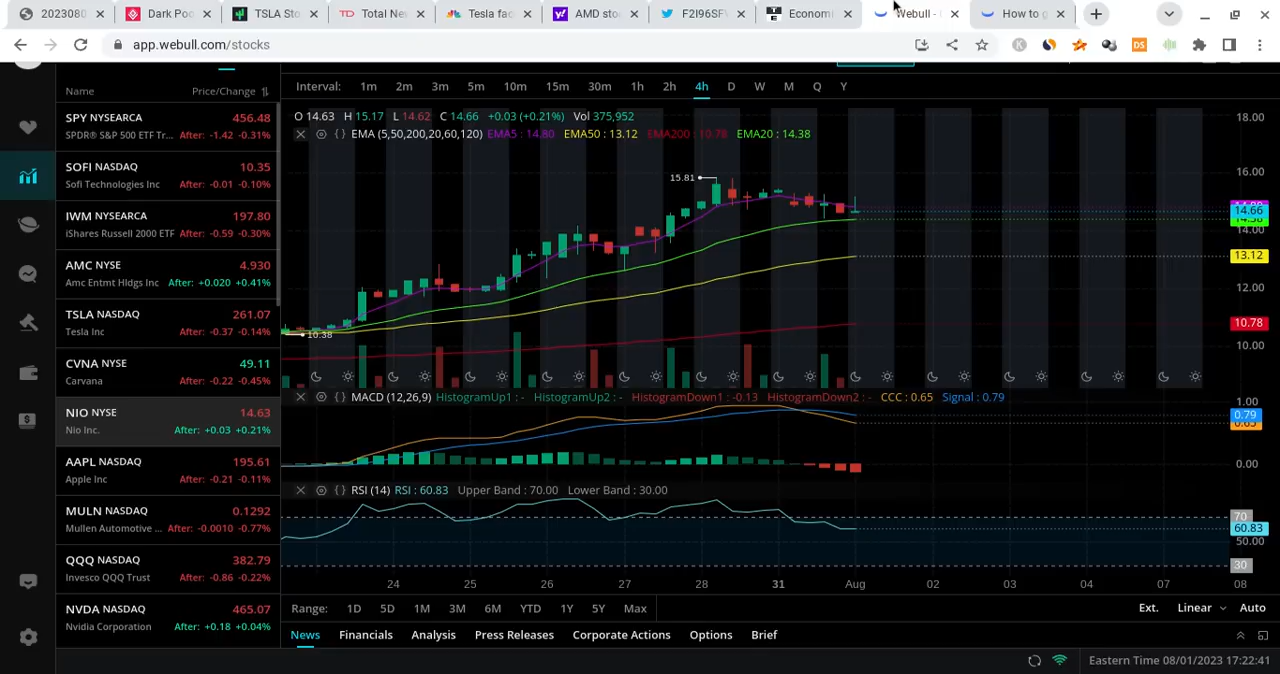 2023080
Dark Poo
TSLA Sto
Total Ne
Tesla fac
AMD sto
F2I96SF
Economi
Webull -
How to g
app.webull.com/stocks
Name Price/Change
SPY NYSEARCA 456.48
SPDR® S&P 500 ETF Tr... After: -1.42 -0.31%
SOFI NASDAQ 10.35
Sofi Technologies Inc After: -0.01 -0.10%
IWM NYSEARCA 197.80
iShares Russell 2000 ETF After: -0.59 -0.30%
AMC NYSE 4.930
Amc Entmt Hldgs Inc After: +0.020 +0.41%
TSLA NASDAQ 261.07
Tesla Inc After: -0.37 -0.14%
CVNA NYSE 49.11
Carvana After: -0.22 -0.45%
NIO NYSE 14.63
Nio Inc. After: +0.03 +0.21%
AAPL NASDAQ 195.61
Apple Inc After: -0.21 -0.11%
MULN NASDAQ 0.1292
Mullen Automotive ... After: -0.0010 -0.77%
QQQ NASDAQ 382.79
Invesco QQQ Trust After: -0.86 -0.22%
NVDA NASDAQ 465.07
Nvidia Corporation After: +0.18 +0.04%
Interval: 1m 2m 3m 5m 10m 15m 30m 1h 2h 4h D W M Q Y
O 14.63 H 15.17 L 14.62 C 14.66 +0.03 (+0.21%) Vol 375,952
EMA (5,50,200,20,60,120) EMA5 : 14.80 EMA50 : 13.12 EMA200 : 10.78 EMA20 : 14.38
15.81
10.38
18.00
16.00
14.66
14.00
13.12
12.00
10.78
10.00
MACD (12,26,9) HistogramUp1 : - HistogramUp2 : - HistogramDown1 : -0.13 HistogramDown2 : - CCC : 0.65 Signal : 0.79
1.00
0.79
0.00
RSI (14) RSI : 60.83 Upper Band : 70.00 Lower Band : 30.00
70
60.83
50.00
30
24 25 26 27 28 31 Aug 02 03 04 07 08
Range: 1D 5D 1M 3M 6M YTD 1Y 5Y Max Ext. Linear Auto
News Financials Analysis Press Releases Corporate Actions Options Brief
Eastern Time 08/01/2023 17:22:41